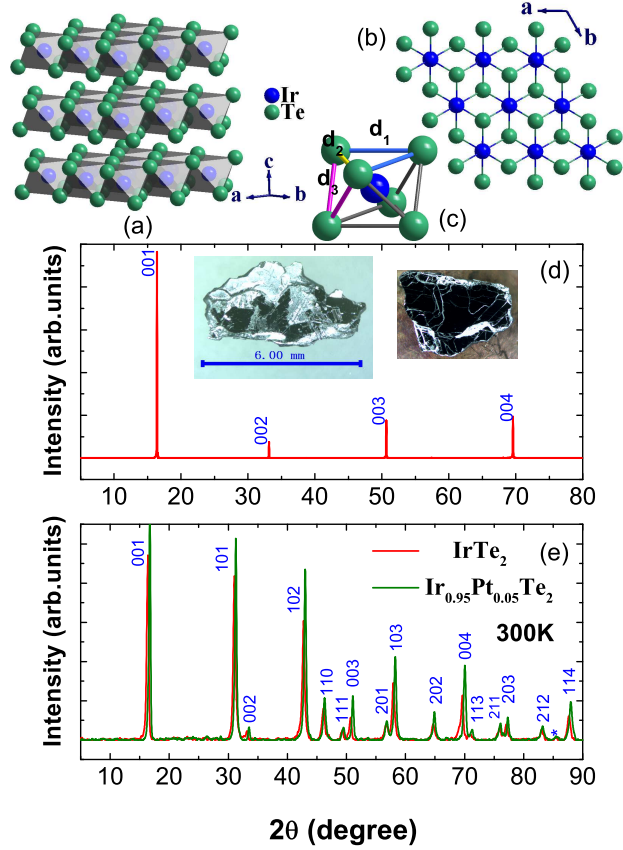 (b)
a
b
Ir
Te
d1
d2
d3
c
a
b
(a)
(c)
Intensity (arb.units)
001
002
003
004
6.00 mm
(d)
10 20 30 40 50 60 70 80
Intensity (arb.units)
001
101
002
102
110
111
003
201
103
202
004
113
211
203
212
*
114
(e)
IrTe2
Ir0.95Pt0.05Te2
300K
10 20 30 40 50 60 70 80 90
2θ (degree)